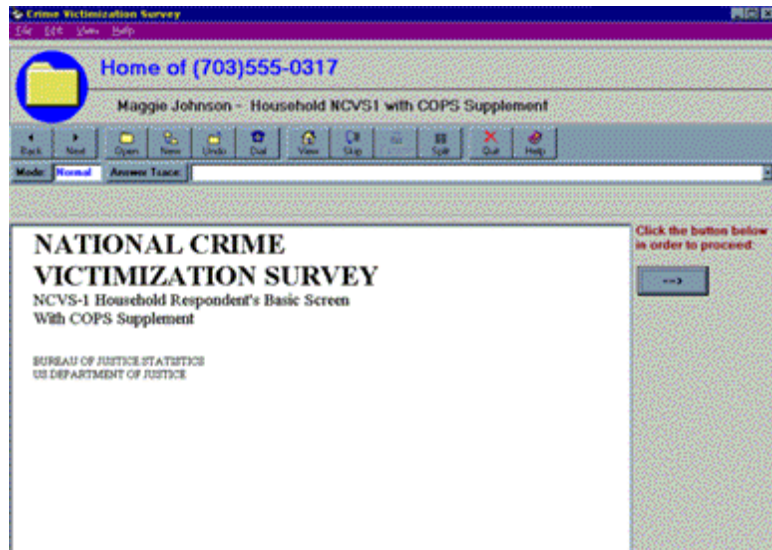 Crime Victimization Survey
File Edit View Help
Home of (703)555-0317
Maggie Johnson - Household NCVS1 with COPS Supplement
Back Next Open New Undo Dial View Skip Split Quit Help
Mode: Normal Answer Trace:
NATIONAL CRIME
VICTIMIZATION SURVEY
NCVS-1 Household Respondent's Basic Screen
With COPS Supplement
BUREAU OF JUSTICE STATISTICS
US DEPARTMENT OF JUSTICE
Click the button below
in order to proceed:
-->